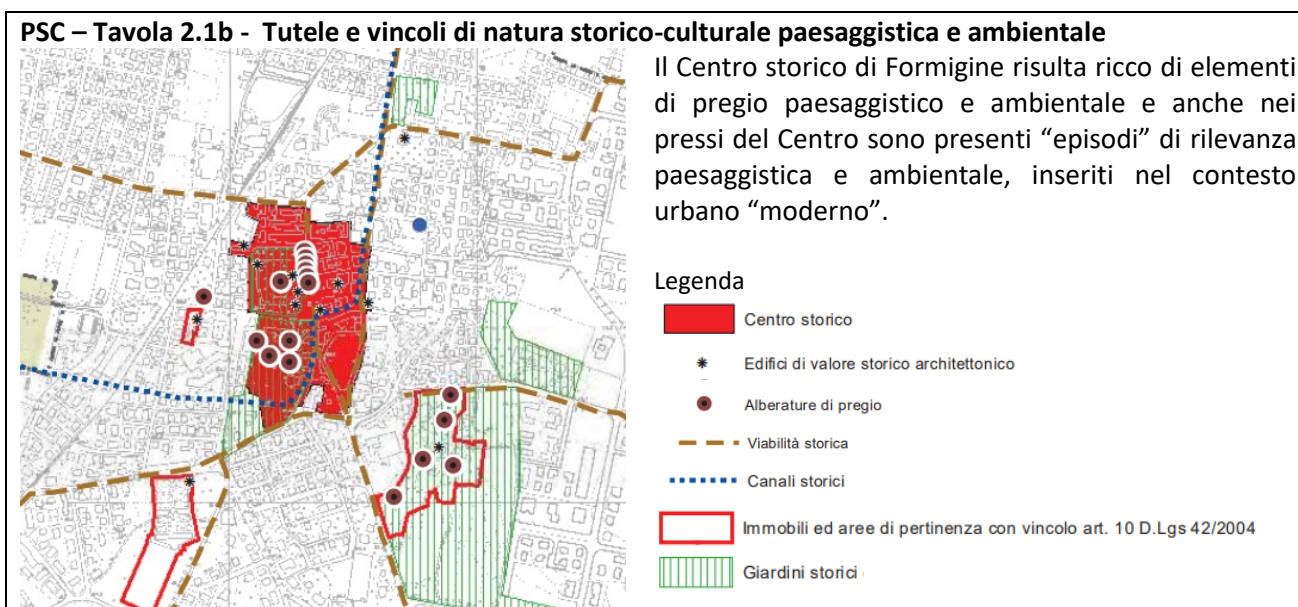 PSC – Tavola 2.1b - Tutele e vincoli di natura storico-culturale paesaggistica e ambientale
Il Centro storico di Formigine risulta ricco di elementi
di pregio paesaggistico e ambientale e anche nei
pressi del Centro sono presenti “episodi” di rilevanza
paesaggistica e ambientale, inseriti nel contesto
urbano “moderno”.
Legenda
Centro storico
Edifici di valore storico architettonico
Alberature di pregio
Viabilità storica
Canali storici
Immobili ed aree di pertinenza con vincolo art. 10 D.Lgs 42/2004
Giardini storici